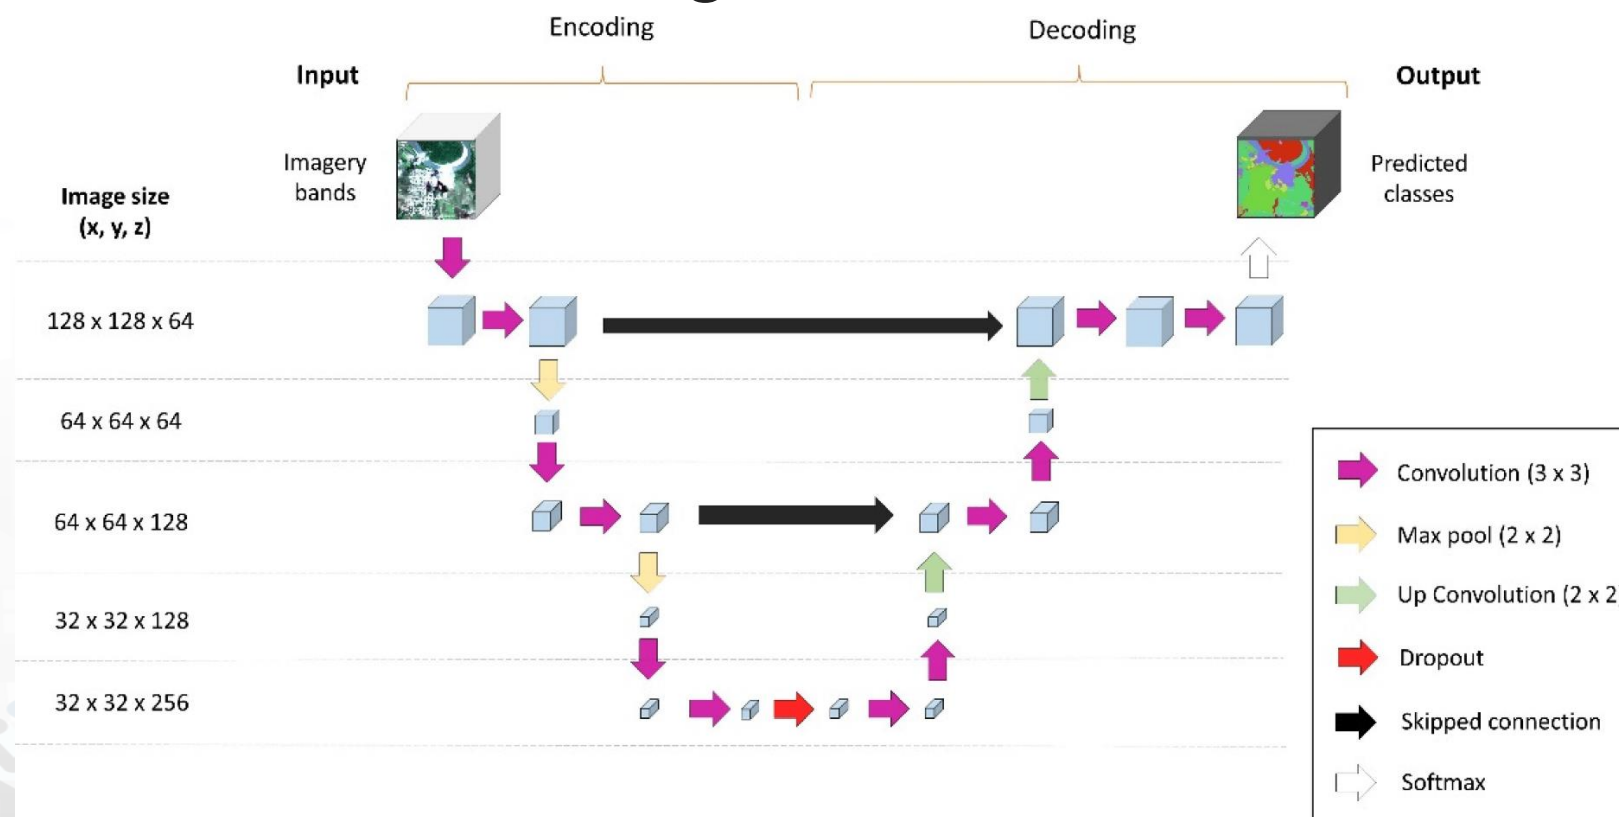 Encoding
Decoding
Input
Output
Imagery
bands
Predicted
classes
Image size
(x, y, z)
128 x 128 x 64
64 x 64 x 64
64 x 64 x 128
32 x 32 x 128
32 x 32 x 256
Convolution (3 x 3)
Max pool (2 x 2)
Up Convolution (2 x 2)
Dropout
Skipped connection
Softmax